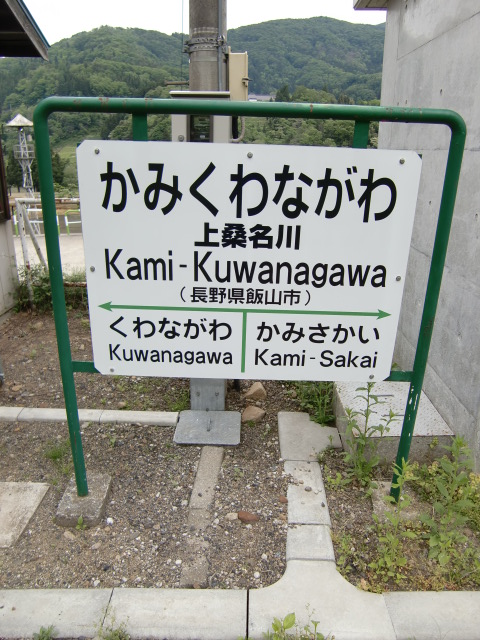 かみくわながわ
上桑名川
Kami-Kuwanagawa
(長野県飯山市)
くわながわ かみさかい
Kuwanagawa Kami-Sakai